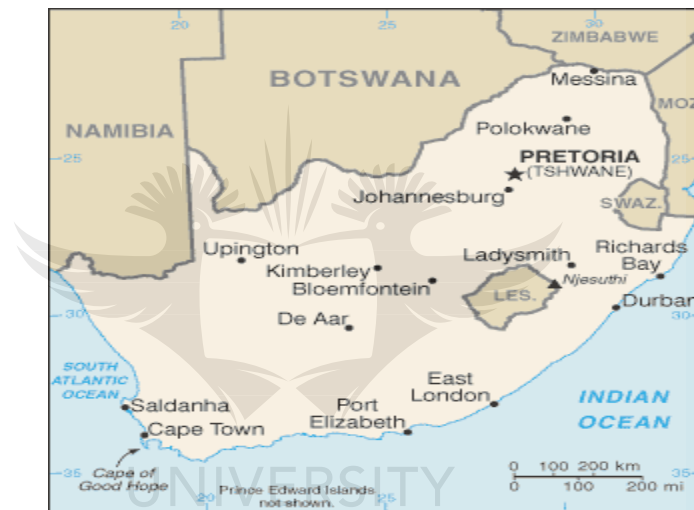 20
25
30
ZIMBABWE
BOTSWANA
Messina
MOZ
NAMIBIA
Polokwane
25
PRETORIA
(TSHWANE)
Johannesburg
SWAZ.
Upington
Ladysmith
Richards
Bay
Kimberley
Bloemfontein
Njesuthi
LES.
Durban
30
De Aar
30
SOUTH
ATLANTIC
OCEAN
East
London
INDIAN
OCEAN
Port
Elizabeth
Saldanha
Cape Town
Cape of
Good Hope
35
35
0 100 200 km
0 100 200 mi
UNIVERSITY
Prince Edward Islands
not shown.
20
25